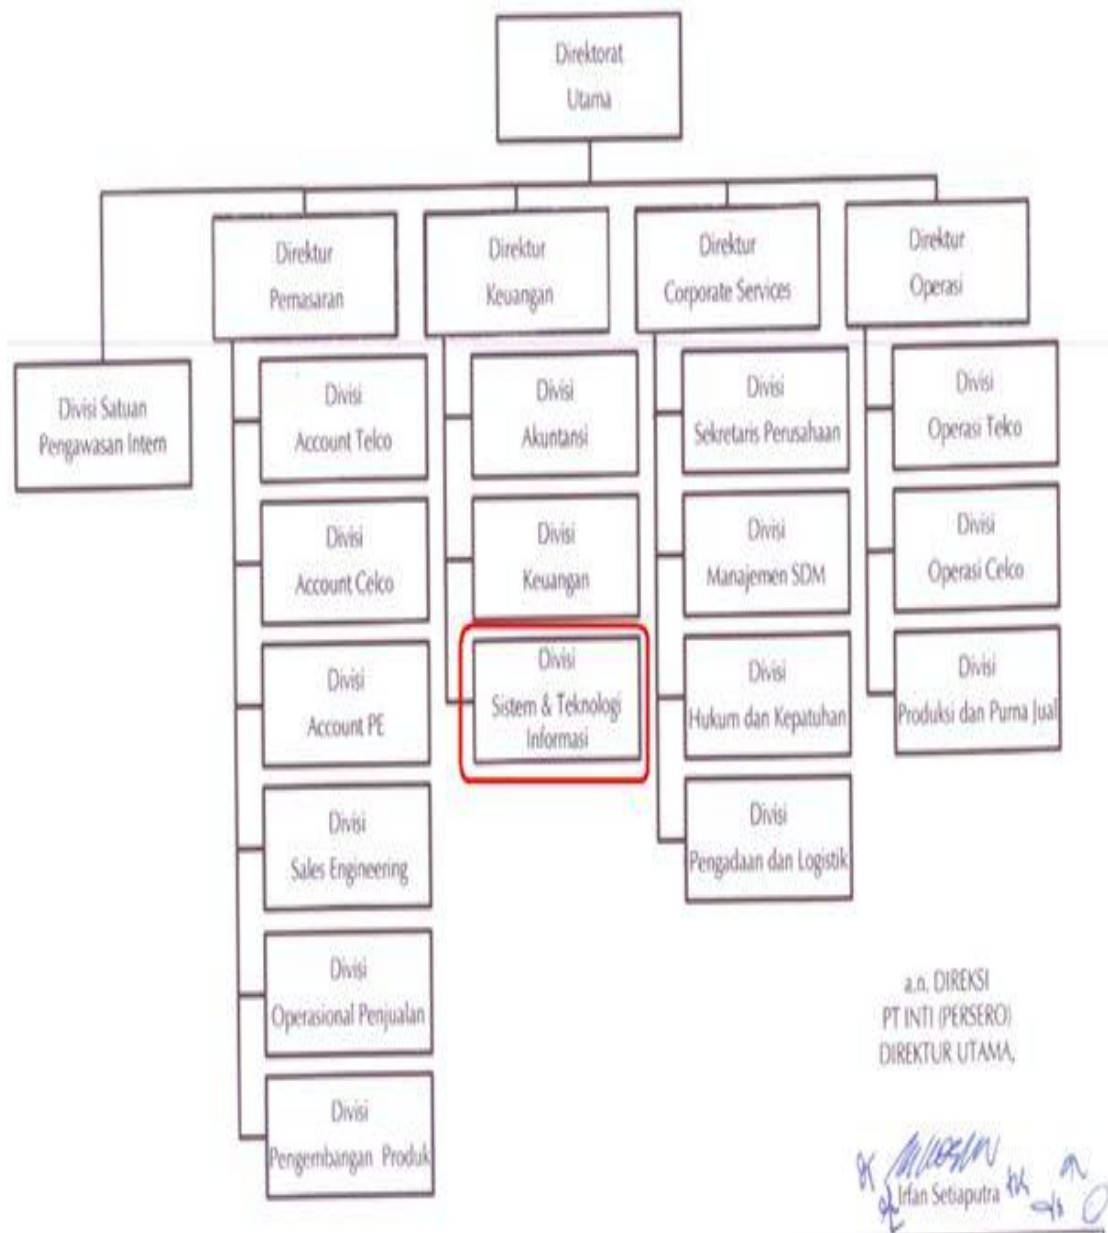 Direktorat
Utama
Direktur
Pemasaran
Direktur
Keuangan
Direktur
Corporate Services
Direktur
Operasi
Divisi Satuan
Pengawasan Intern
Divisi
Account Telco
Divisi
Account Celco
Divisi
Account PE
Divisi
Sales Engineering
Divisi
Operasional Penjualan
Divisi
Pengembangan Produk
Divisi
Akuntansi
Divisi
Keuangan
Divisi
Sistem & Teknologi
Informasi
Divisi
Sekretaris Perusahaan
Divisi
Manajemen SDM
Divisi
Hukum dan Kepatuhan
Divisi
Pengadaan dan Logistik
Divisi
Operasi Telco
Divisi
Operasi Celco
Divisi
Produksi dan Purna Jual
a.n. DIREKSI
PT INTI (PERSERO)
DIREKTUR UTAMA,
Irfan Setiaputra